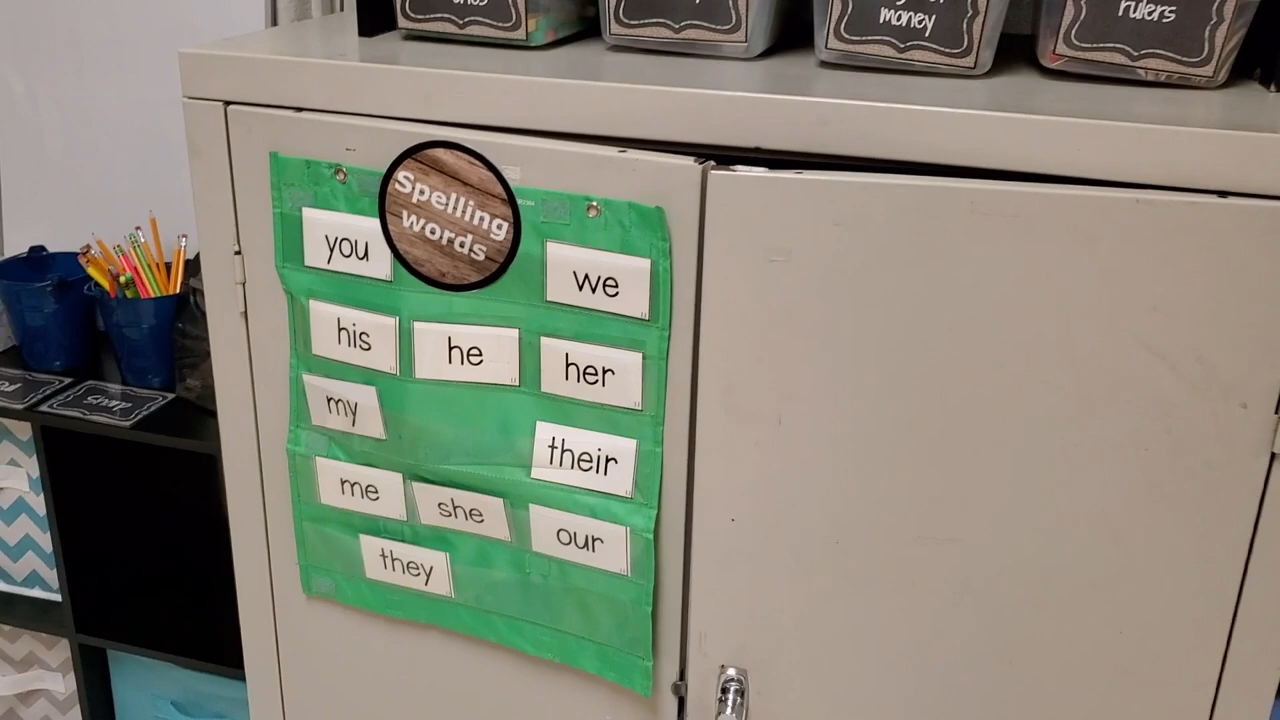 money
rulers
Spelling
words
you
we
his
he
her
my
their
me
she
our
they